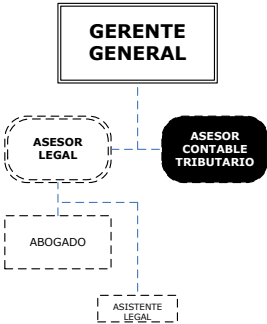 GERENTE
GENERAL
ASESOR
LEGAL
ASESOR
CONTABLE
TRIBUTARIO
ABOGADO
ASISTENTE
LEGAL